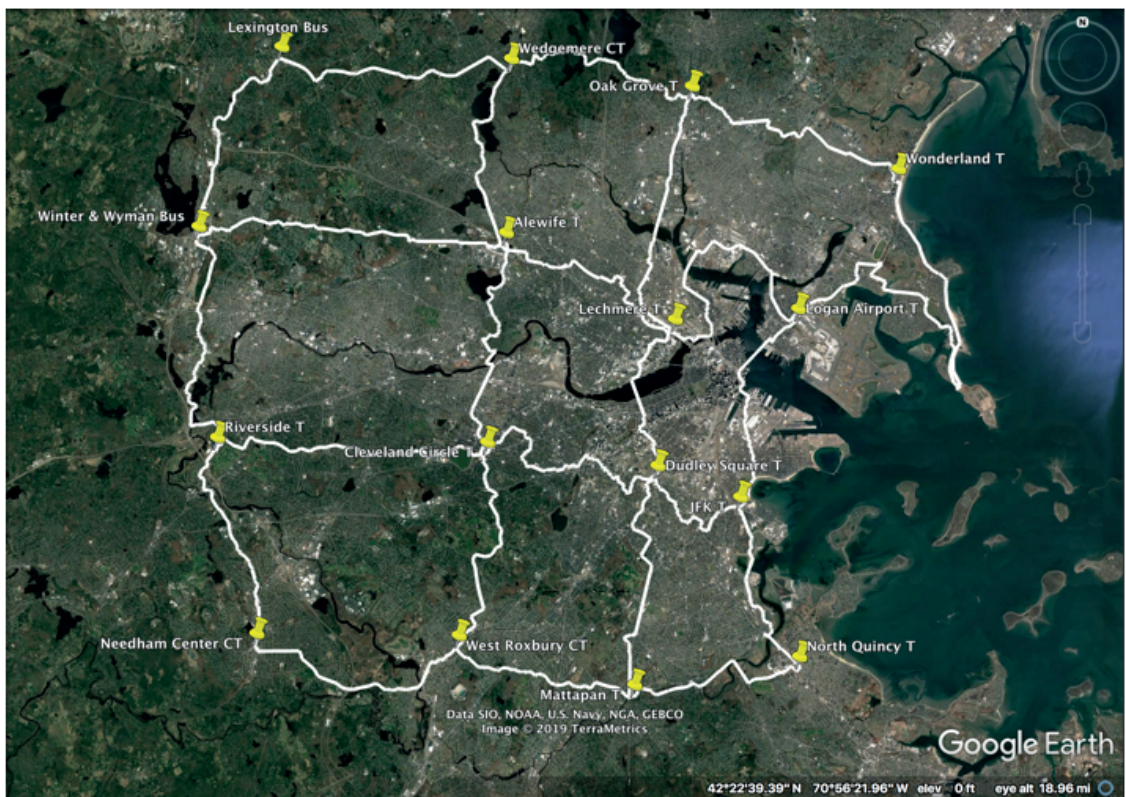 Lexington Bus
N
Wedgemere CT
Oak Grove T
Wonderland T
Winter & Wyman Bus
Alewife T
Lechmere T
Logan Airport T
Riverside T
Cleveland Circle T
Dudley Square T
JFK T
Needham Center CT
West Roxbury CT
North Quincy T
Mattapan T
Data SIO, NOAA, U.S. Navy, NGA, GEBCO
Image © 2019 TerraMetrics
Google Earth
42°22'39.39" N 70°56'21.96" W elev 0 ft eye alt 18.96 mi